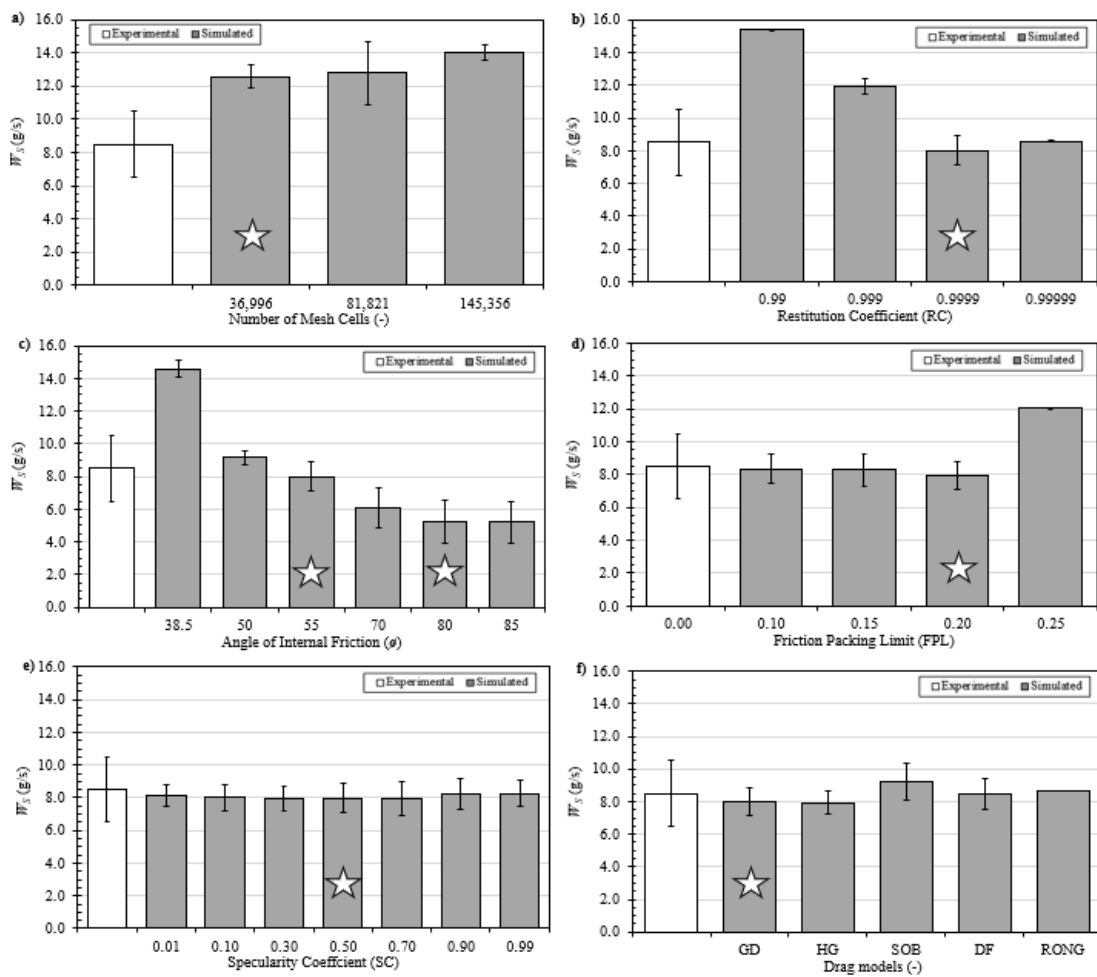 a)
16.0
14.0
12.0
10.0
8.0
6.0
4.0
2.0
0.0
W_S (g/s)
Experimental Simulated
36,996 81,821 145,356
Number of Mesh Cells (-)
b)
16.0
14.0
12.0
10.0
8.0
6.0
4.0
2.0
0.0
W_S (g/s)
Experimental Simulated
0.99 0.999 0.9999 0.99999
Restitution Coefficient (RC)
c)
16.0
14.0
12.0
10.0
8.0
6.0
4.0
2.0
0.0
W_S (g/s)
Experimental Simulated
38.5 50 55 70 80 85
Angle of Internal Friction (ø)
d)
16.0
14.0
12.0
10.0
8.0
6.0
4.0
2.0
0.0
W_S (g/s)
Experimental Simulated
0.00 0.10 0.15 0.20 0.25
Friction Packing Limit (FPL)
e)
16.0
14.0
12.0
10.0
8.0
6.0
4.0
2.0
0.0
W_S (g/s)
Experimental Simulated
0.01 0.10 0.30 0.50 0.70 0.90 0.99
Specularity Coeffcient (SC)
f)
16.0
14.0
12.0
10.0
8.0
6.0
4.0
2.0
0.0
W_S (g/s)
Experimental Simulated
GD HG SOB DF RONG
Drag models (-)